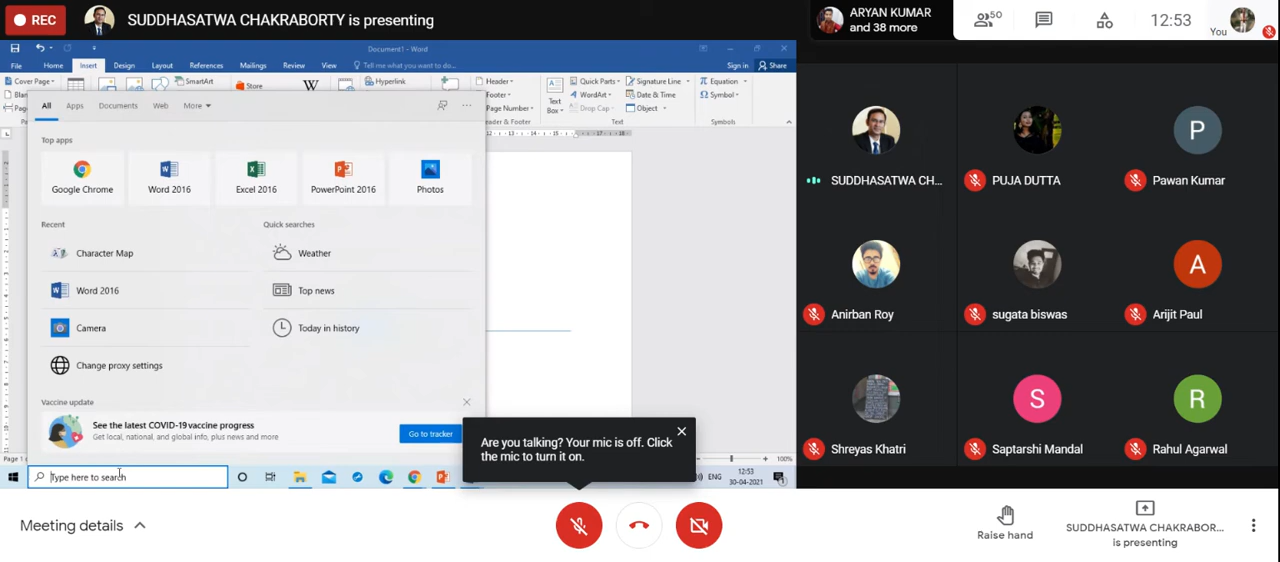 REC
SUDDHASATWA CHAKRABORTY is presenting
ARYAN KUMAR
and 38 more
50
12:53
You
Document1 - Word
File Home Insert Design Layout References Mailings Review View Tell me what you want to do... Sign in Share
Cover Page
SmartArt
Store
Hyperlink
Header
Footer
Page Number
Text
Box
Quick Parts
WordArt
Drop Cap
Signature Line
Date & Time
Object
Equation
Symbol
Header & Footer Text Symbols
All Apps Documents Web More
Top apps
Google Chrome Word 2016 Excel 2016 PowerPoint 2016 Photos
Recent Quick searches
Character Map Weather
Word 2016 Top news
Camera Today in history
Change proxy settings
Vaccine update
See the latest COVID-19 vaccine progress
Get local, national, and global info, plus news and more
Go to tracker
Are you talking? Your mic is off. Click
the mic to turn it on.
100%
Type here to search
ENG
12:53
30-04-2021
SUDDHASATWA CH...
PUJA DUTTA
P
Pawan Kumar
Anirban Roy
sugata biswas
A
Arijit Paul
Shreyas Khatri
S
Saptarshi Mandal
R
Rahul Agarwal
Meeting details
Raise hand
SUDDHASATWA CHAKRABOR...
is presenting